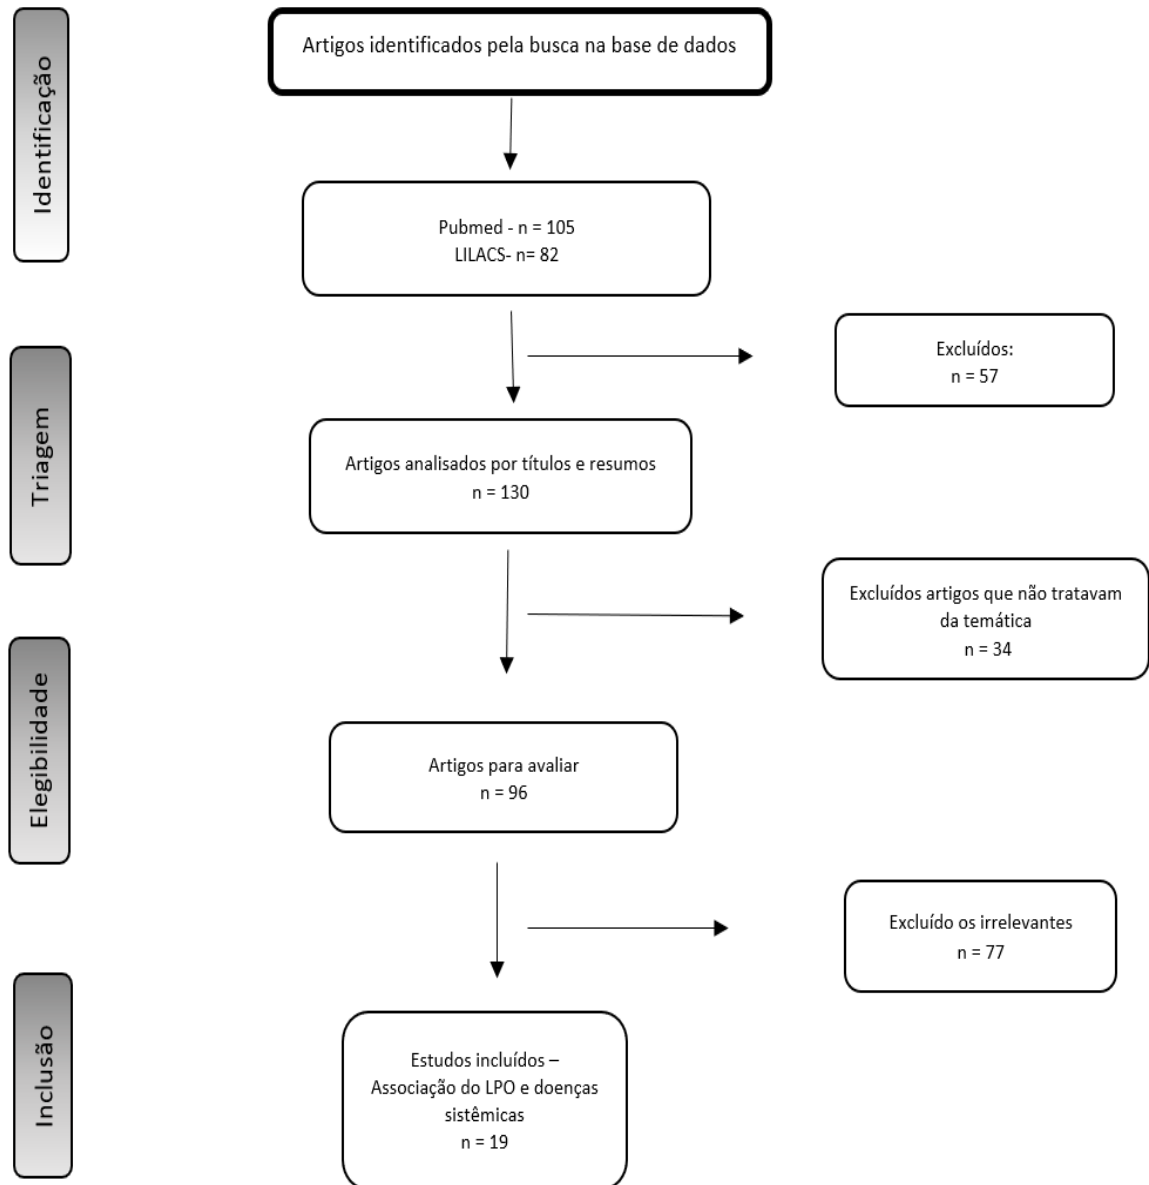 Identificação
Artigos identificados pela busca na base de dados
Pubmed - n = 105
LILACS- n= 82
Excluídos:
n = 57
Triagem
Artigos analisados por títulos e resumos
n = 130
Excluídos artigos que não tratavam
da temática
n = 34
Elegibilidade
Artigos para avaliar
n = 96
Excluído os irrelevantes
n = 77
Inclusão
Estudos incluídos –
Associação do LPO e doenças
sistêmicas
n = 19